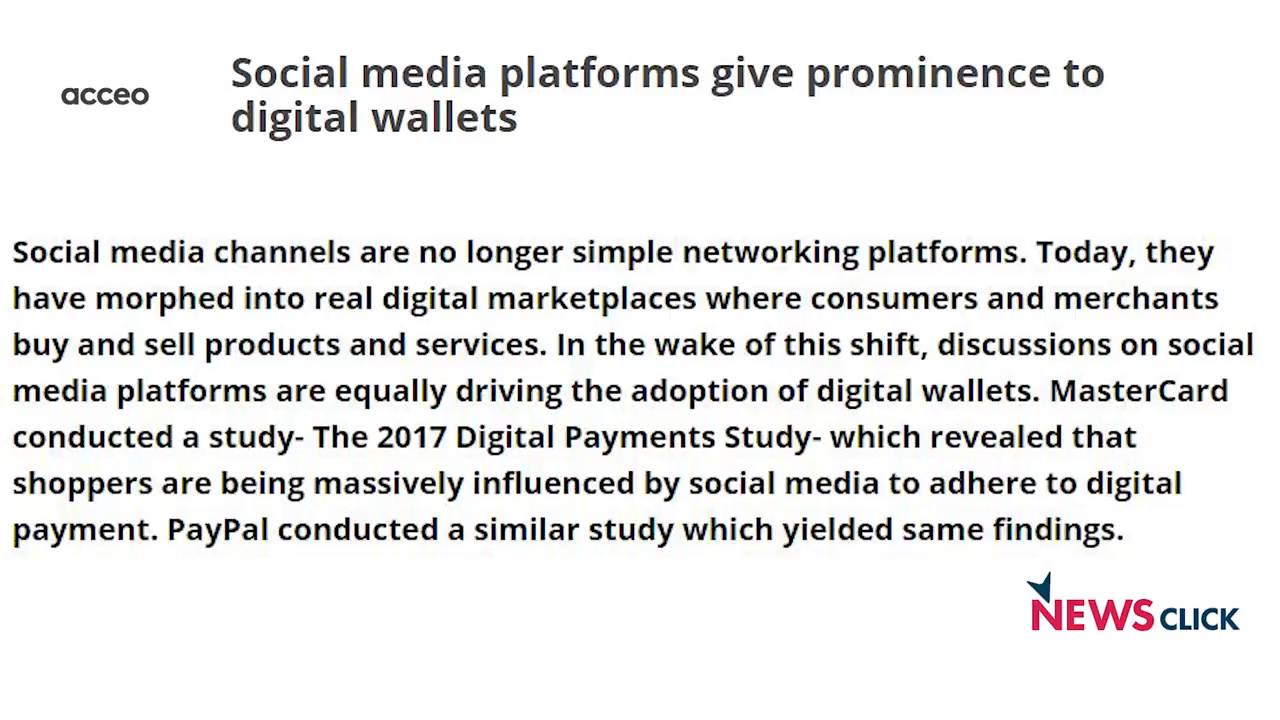 acceo
Social media platforms give prominence to
digital wallets
Social media channels are no longer simple networking platforms. Today, they
have morphed into real digital marketplaces where consumers and merchants
buy and sell products and services. In the wake of this shift, discussions on social
media platforms are equally driving the adoption of digital wallets. MasterCard
conducted a study- The 2017 Digital Payments Study- which revealed that
shoppers are being massively influenced by social media to adhere to digital
payment. PayPal conducted a similar study which yielded same findings.
NEWSCLICK